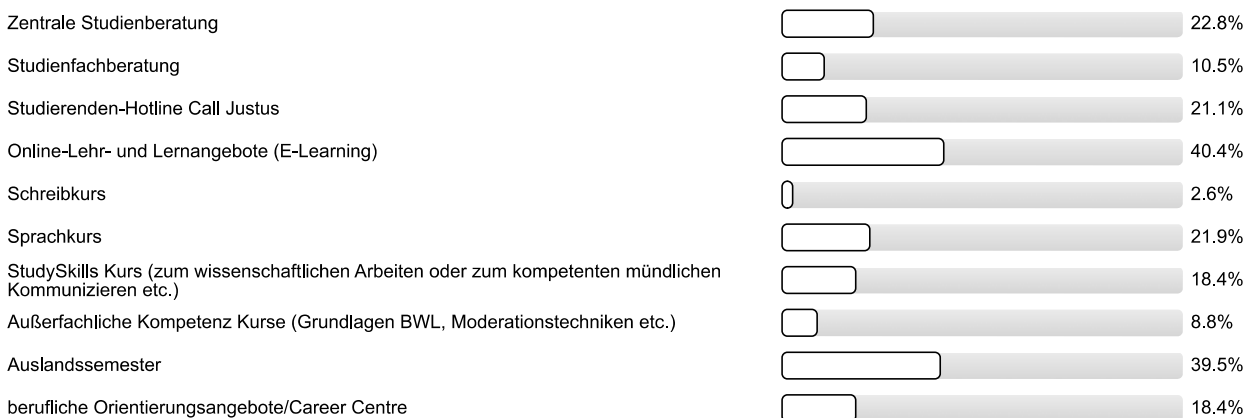 Zentrale Studienberatung 22.8%
Studienfachberatung 10.5%
Studierenden-Hotline Call Justus 21.1%
Online-Lehr- und Lernangebote (E-Learning) 40.4%
Schreibkurs 2.6%
Sprachkurs 21.9%
StudySkills Kurs (zum wissenschaftlichen Arbeiten oder zum kompetenten mündlichen
Kommunizieren etc.) 18.4%
Außerfachliche Kompetenz Kurse (Grundlagen BWL, Moderationstechniken etc.) 8.8%
Auslandssemester 39.5%
berufliche Orientierungsangebote/Career Centre 18.4%